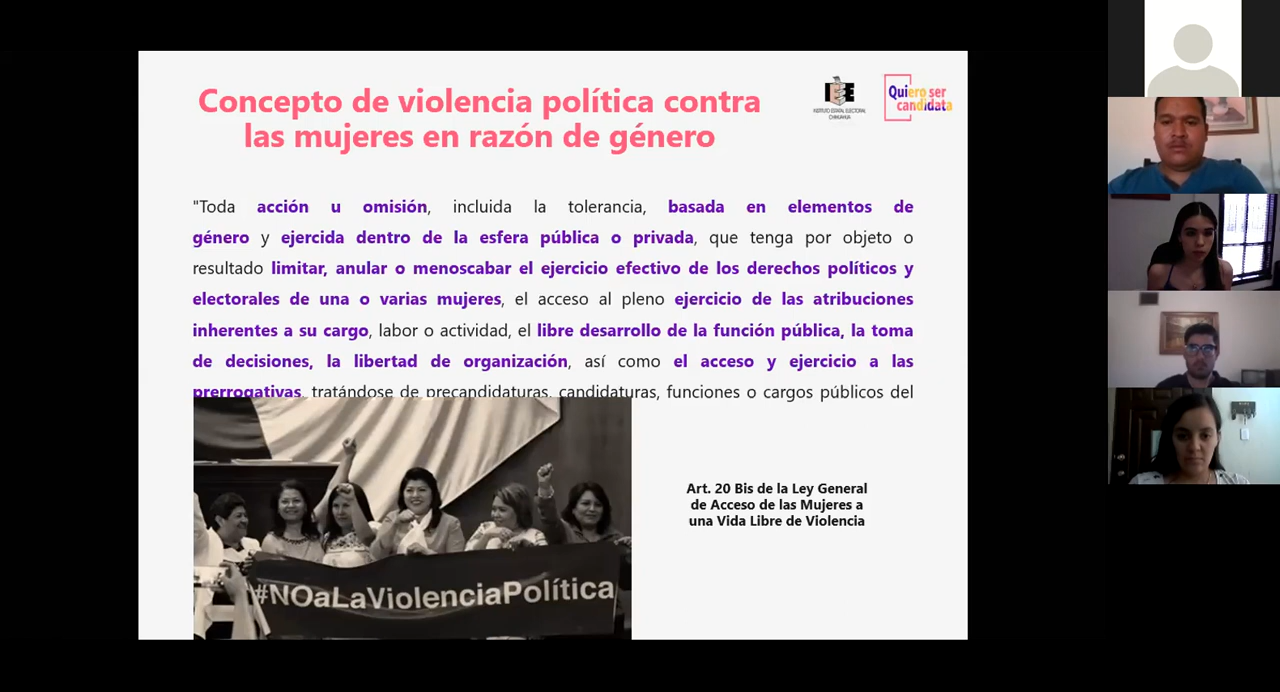 Concepto de violencia política contra
las mujeres en razón de género
IEE
INSTITUTO ESTATAL ELECTORAL
CHIHUAHUA
Quiero ser
candidata
"Toda acción u omisión, incluida la tolerancia, basada en elementos de
género y ejercida dentro de la esfera pública o privada, que tenga por objeto o
resultado limitar, anular o menoscabar el ejercicio efectivo de los derechos políticos y
electorales de una o varias mujeres, el acceso al pleno ejercicio de las atribuciones
inherentes a su cargo, labor o actividad, el libre desarrollo de la función pública, la toma
de decisiones, la libertad de organización, así como el acceso y ejercicio a las
prerrogativas, tratándose de precandidaturas, candidaturas, funciones o cargos públicos del
#NOaLaViolenciaPolítica
Art. 20 Bis de la Ley General
de Acceso de las Mujeres a
una Vida Libre de Violencia